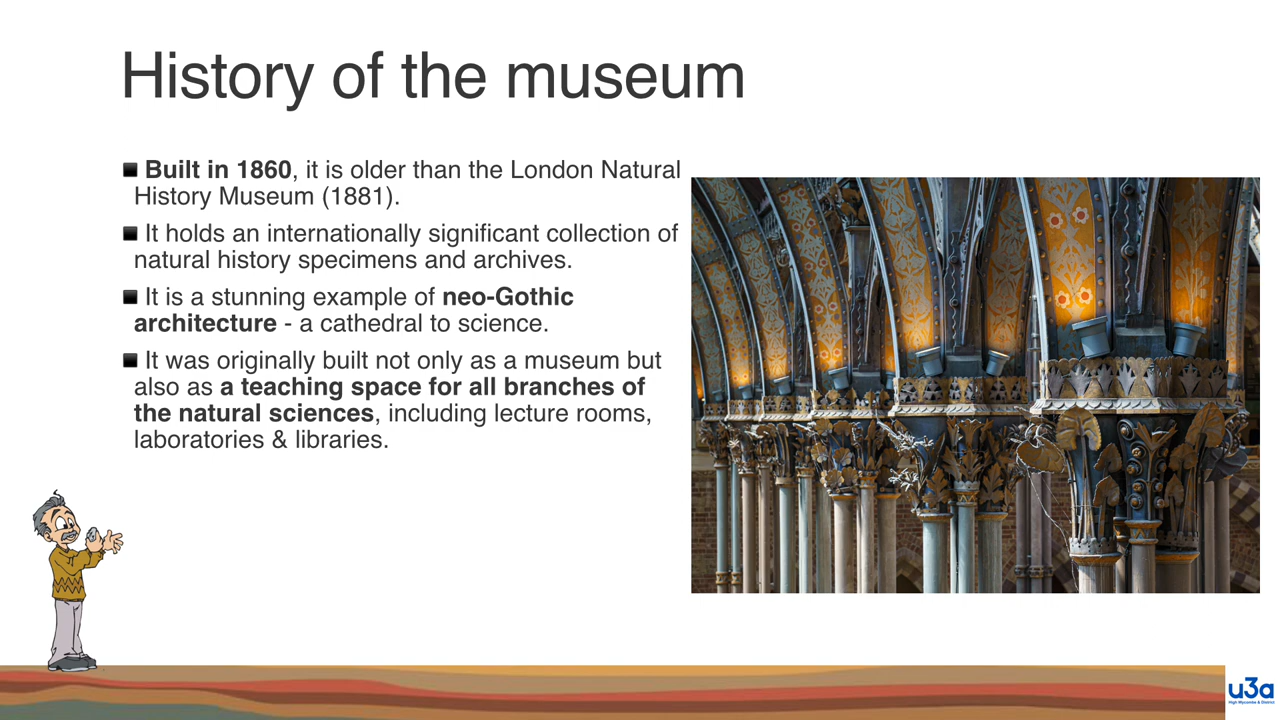 History of the museum
Built in 1860, it is older than the London Natural
History Museum (1881).
It holds an internationally significant collection of
natural history specimens and archives.
It is a stunning example of neo-Gothic
architecture - a cathedral to science.
It was originally built not only as a museum but
also as a teaching space for all branches of
the natural sciences, including lecture rooms,
laboratories & libraries.
u3a
High Wycombe & District